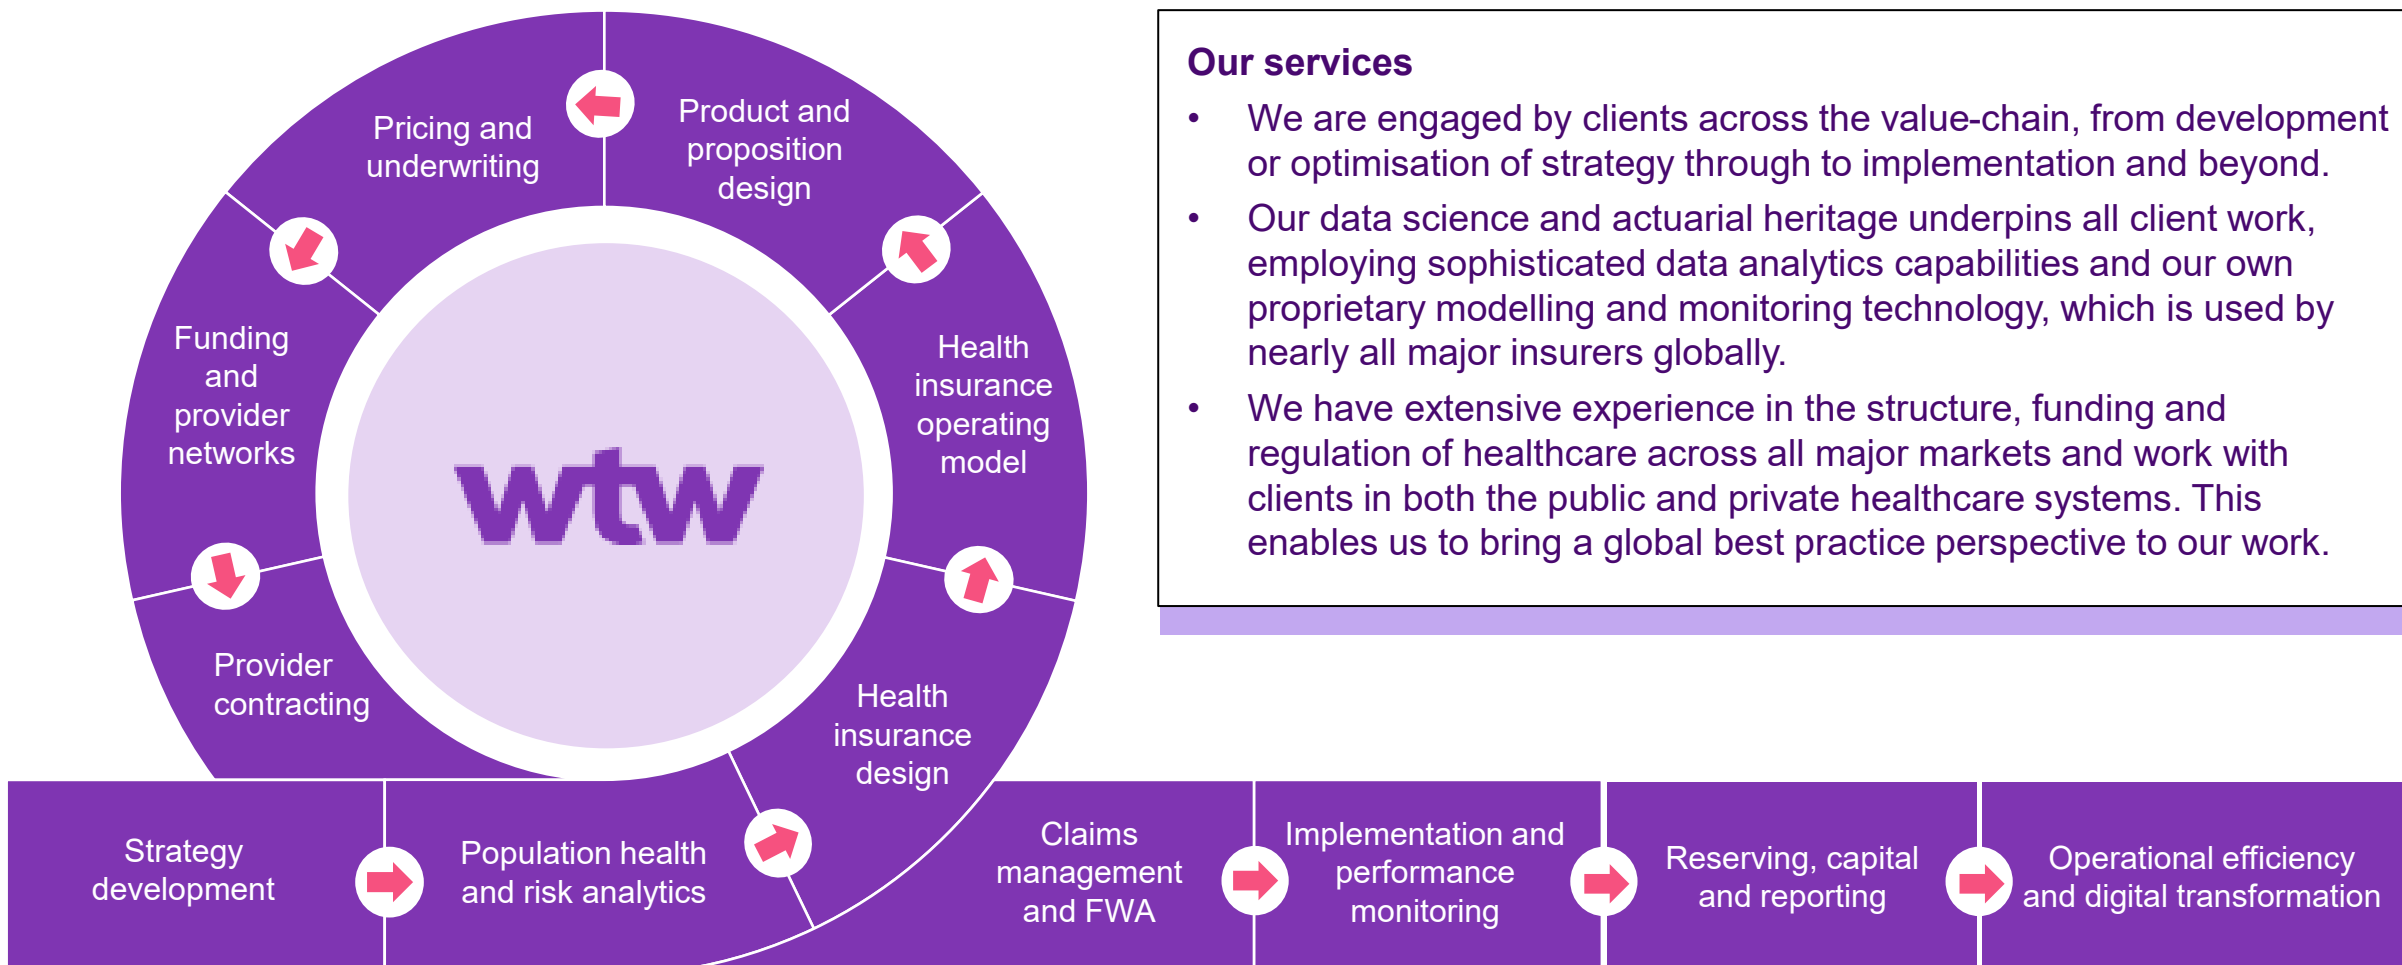 Our services
• We are engaged by clients across the value-chain, from development
or optimisation of strategy through to implementation and beyond.
• Our data science and actuarial heritage underpins all client work,
employing sophisticated data analytics capabilities and our own
proprietary modelling and monitoring technology, which is used by
nearly all major insurers globally.
• We have extensive experience in the structure, funding and
regulation of healthcare across all major markets and work with
clients in both the public and private healthcare systems. This
enables us to bring a global best practice perspective to our work.
wtw
Strategy
development
Population health
and risk analytics
Health
insurance
design
Health
insurance
operating
model
Product and
proposition
design
Pricing and
underwriting
Funding
and
provider
networks
Provider
contracting
Claims
management
and FWA
Implementation and
performance
monitoring
Reserving, capital
and reporting
Operational efficiency
and digital transformation